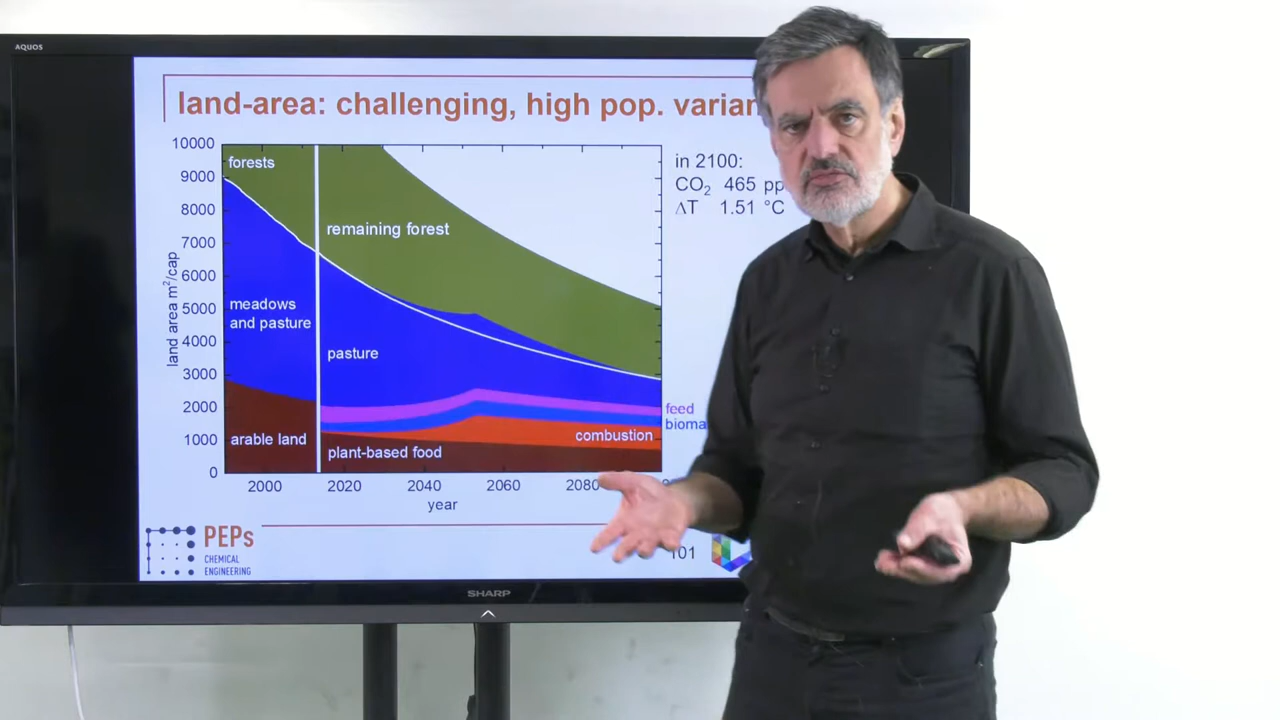 AQUOS
land-area: challenging, high pop.
10000
9000
8000
7000
6000
5000
4000
3000
2000
1000
0
land area m²/cap
forests
remaining forest
meadows
and pasture
pasture
arable land
plant-based food
combustion
feed
in 2100:
CO₂ 465
ΔT 1.51 °C
2000 2020 2040 2060 2080
year
PEPs
CHEMICAL
ENGINEERING
101
SHARP